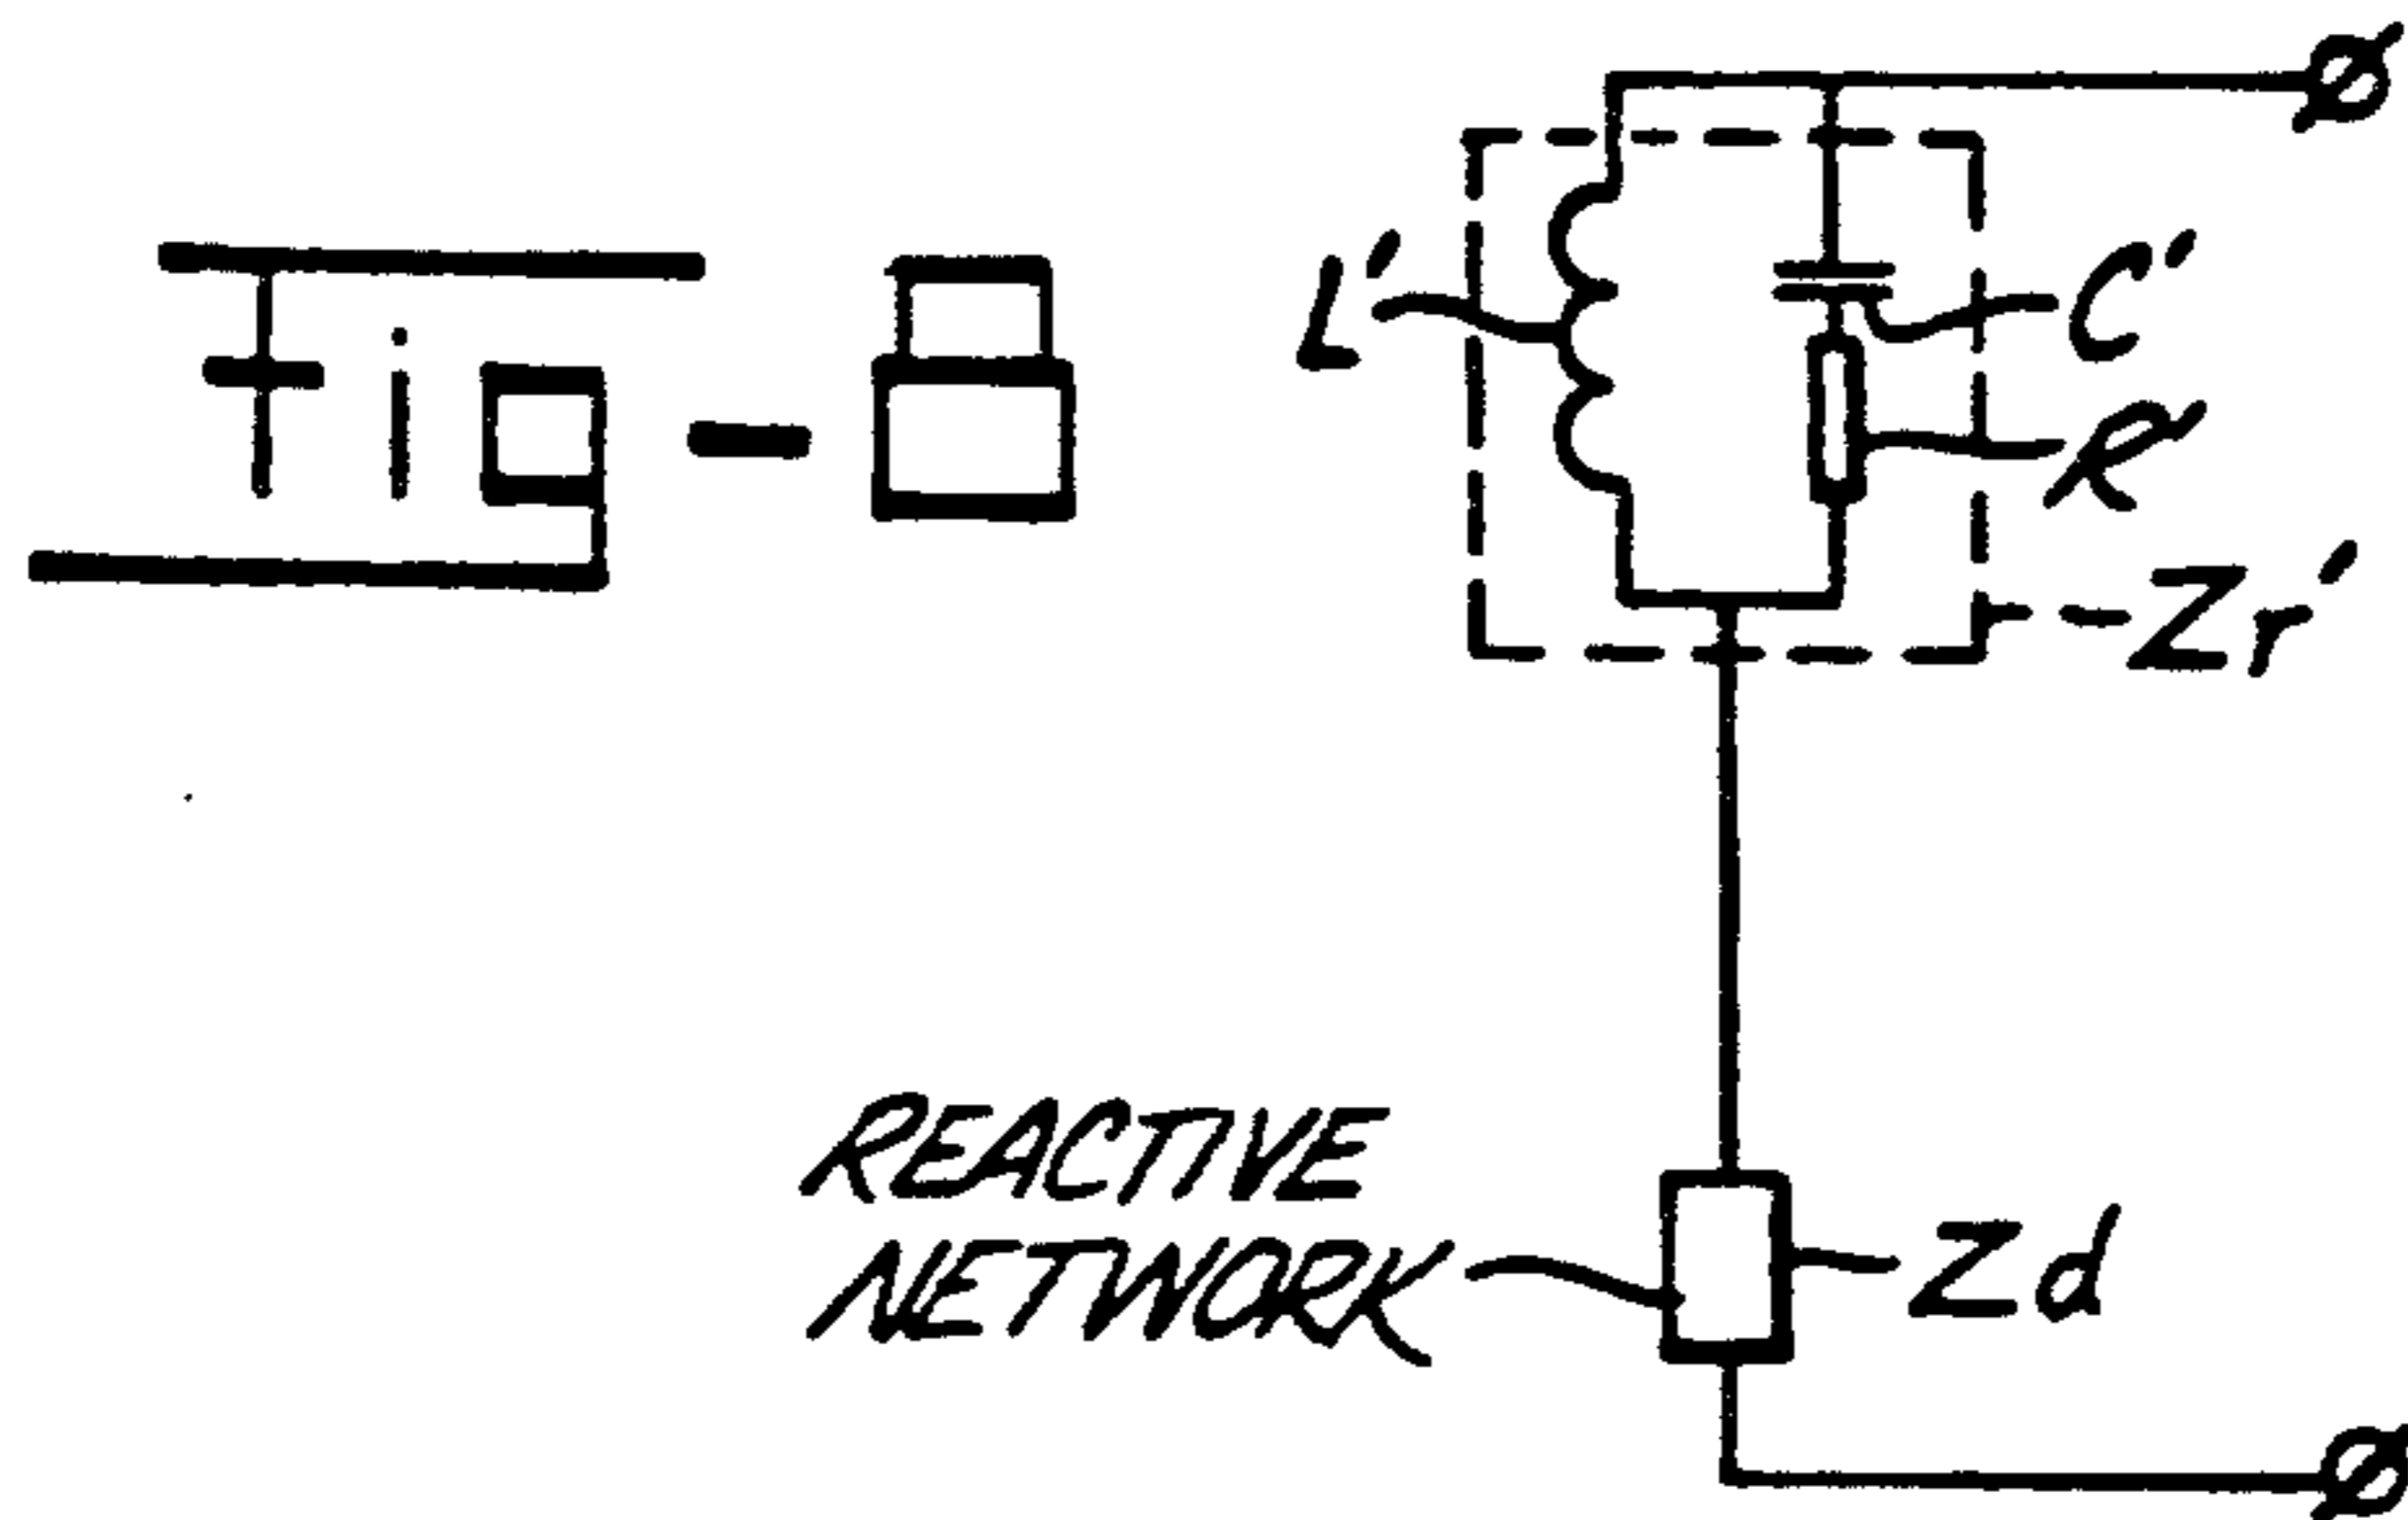 Fig-8
L'
C'
R
Zr'
REACTIVE
NETWORK
Zd